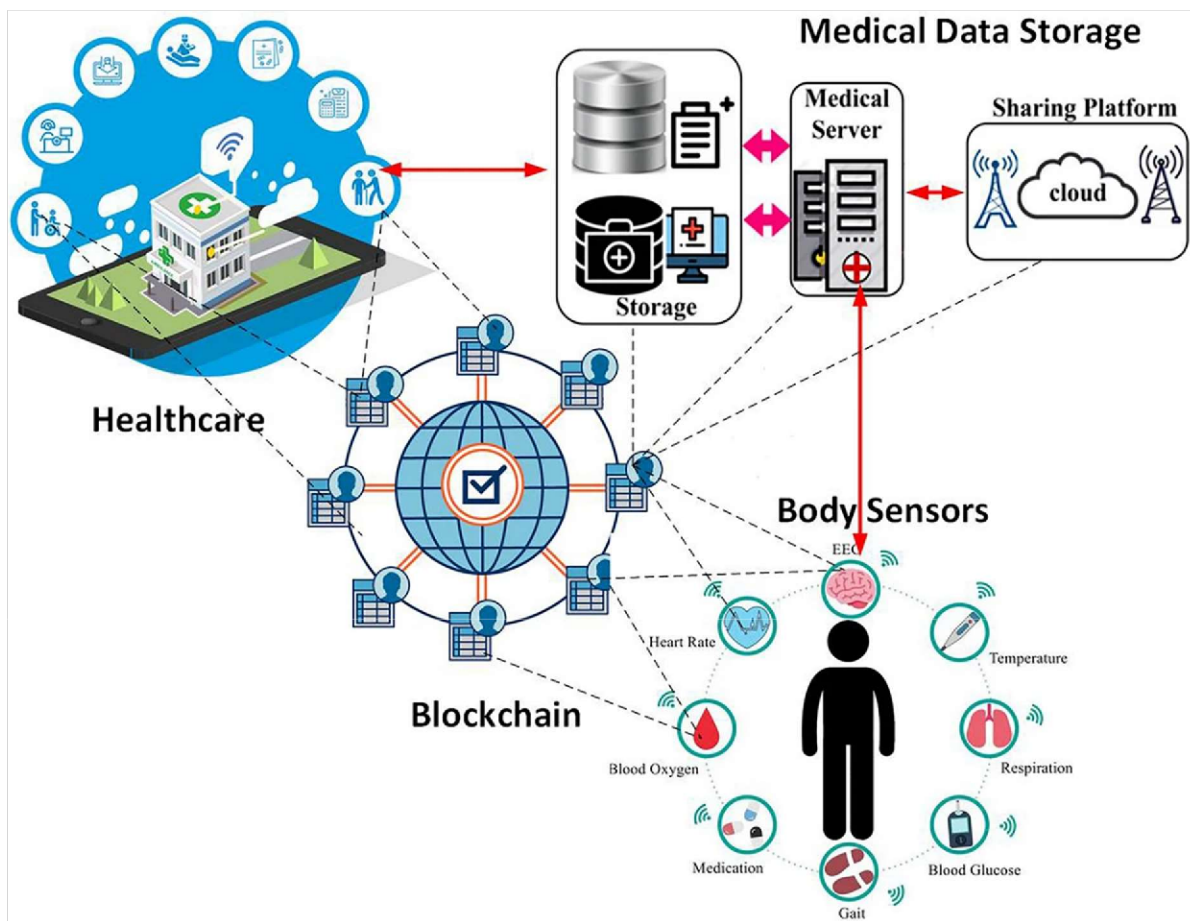 Medical Data Storage
Medical
Server
Sharing Platform
cloud
Storage
Healthcare
Blockchain
Body Sensors
EEG
Heart Rate
Temperature
Blood Oxygen
Respiration
Medication
Blood Glucose
Gait